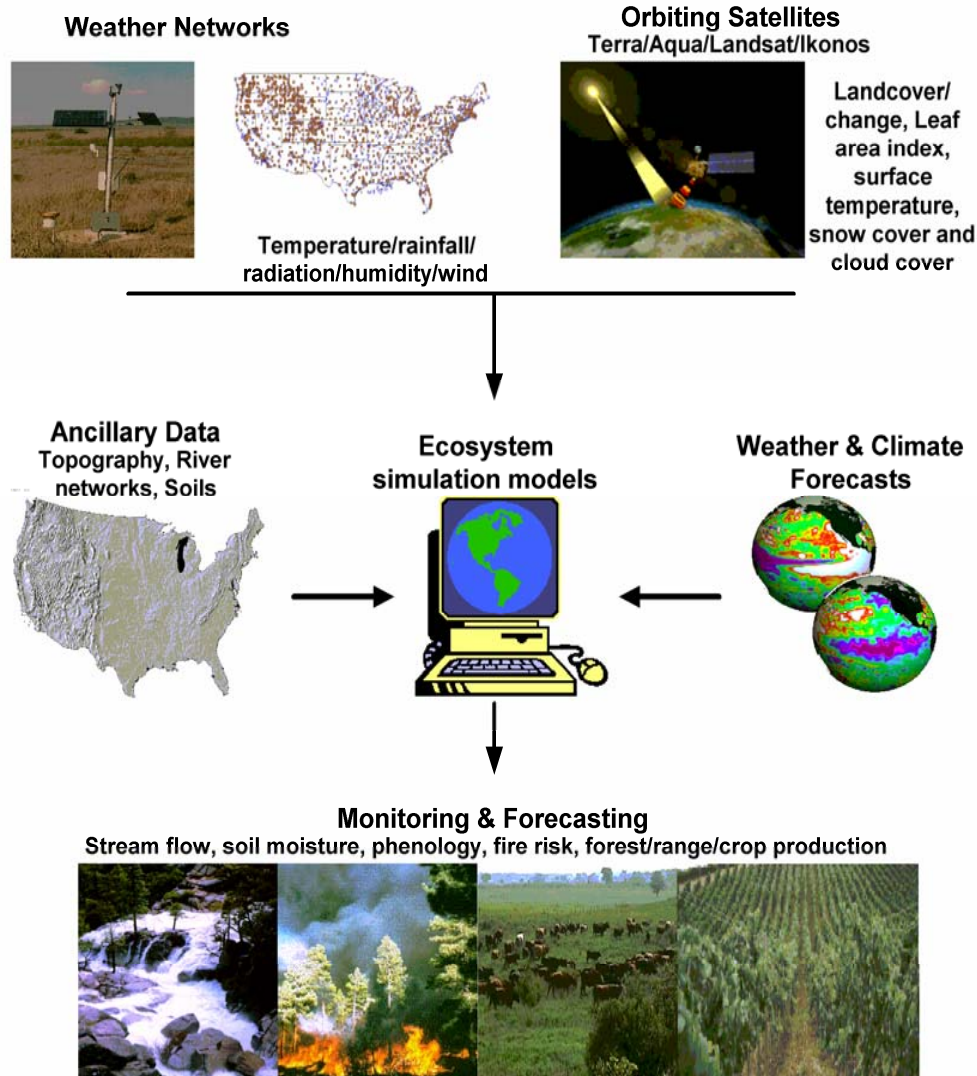 Weather Networks
Orbiting Satellites
Terra/Aqua/Landsat/Ikonos
Landcover/
change, Leaf
area index,
surface
temperature,
snow cover and
cloud cover
Temperature/rainfall/
radiation/humidity/wind
Ancillary Data
Topography, River
networks, Soils
Ecosystem
simulation models
Weather & Climate
Forecasts
Monitoring & Forecasting
Stream flow, soil moisture, phenology, fire risk, forest/range/crop production